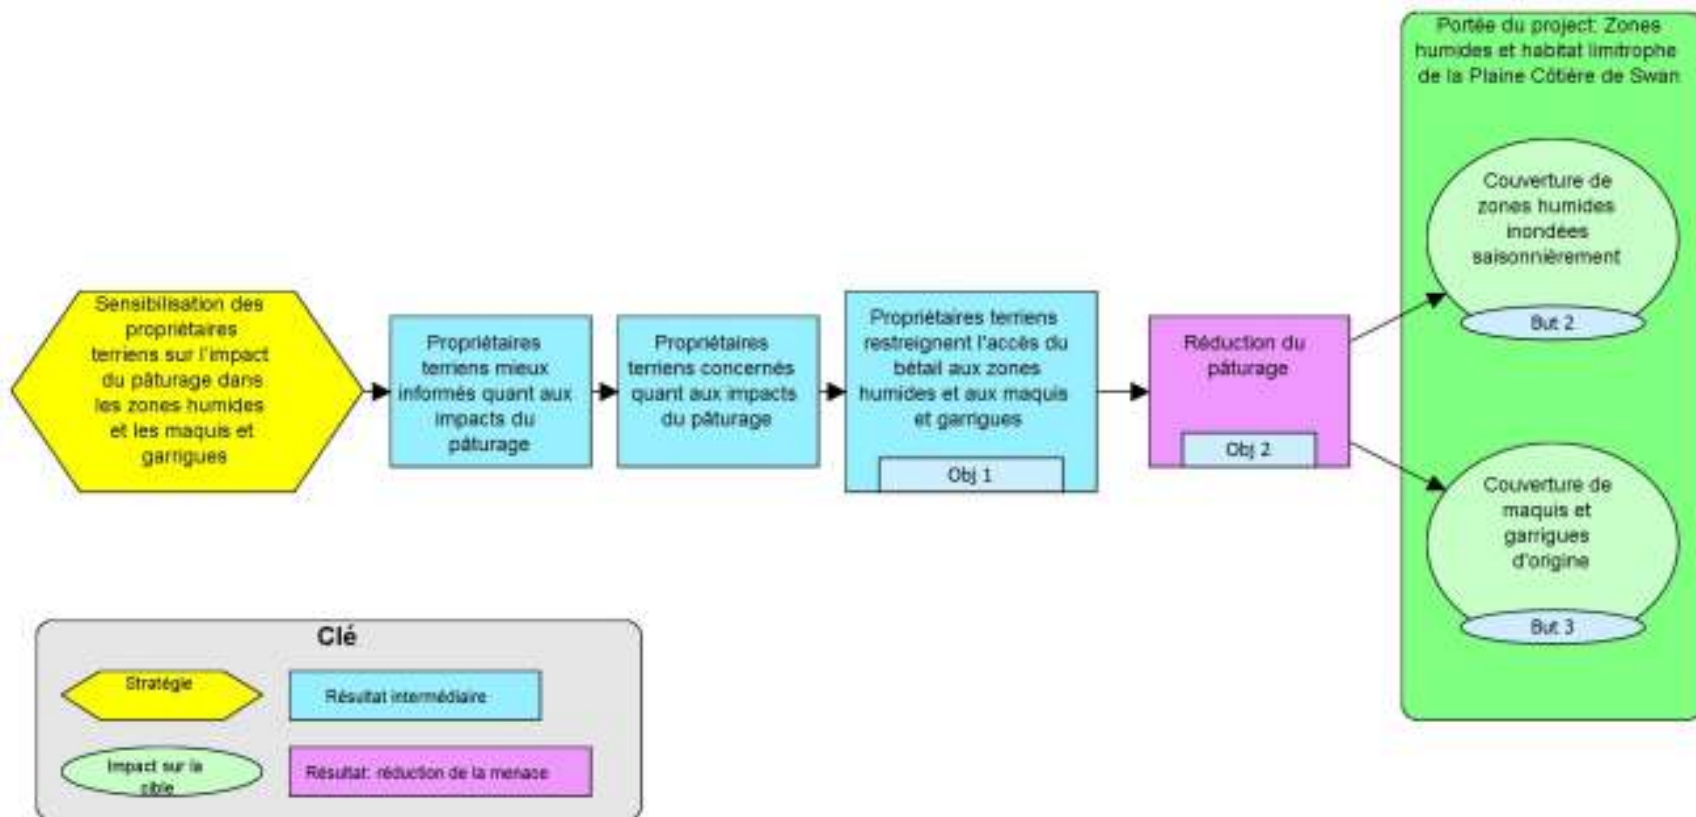 Portée du project: Zones
humides et habitat limitrophe
de la Plaine Côtière de Swan
Sensibilisation des
propriétaires
terriens sur l'impact
du pâturage dans
les zones humides
et les maquis et
garrigues
Propriétaires
terriens mieux
informés quant aux
impacts du
pâturage
Propriétaires
terriens concernés
quant aux impacts
du pâturage
Propriétaires terriens
restreignent l'accès du
bétail aux zones
humides et aux maquis
et garrigues
Obj 1
Réduction du
pâturage
Obj 2
Couverture de
zones humides
inondées
saisonnièrement
But 2
Couverture de
maquis et
garrigues
d'origine
But 3
Clé
Stratégie
Résultat intermédiaire
Impact sur la
cible
Résultat: réduction de la menace